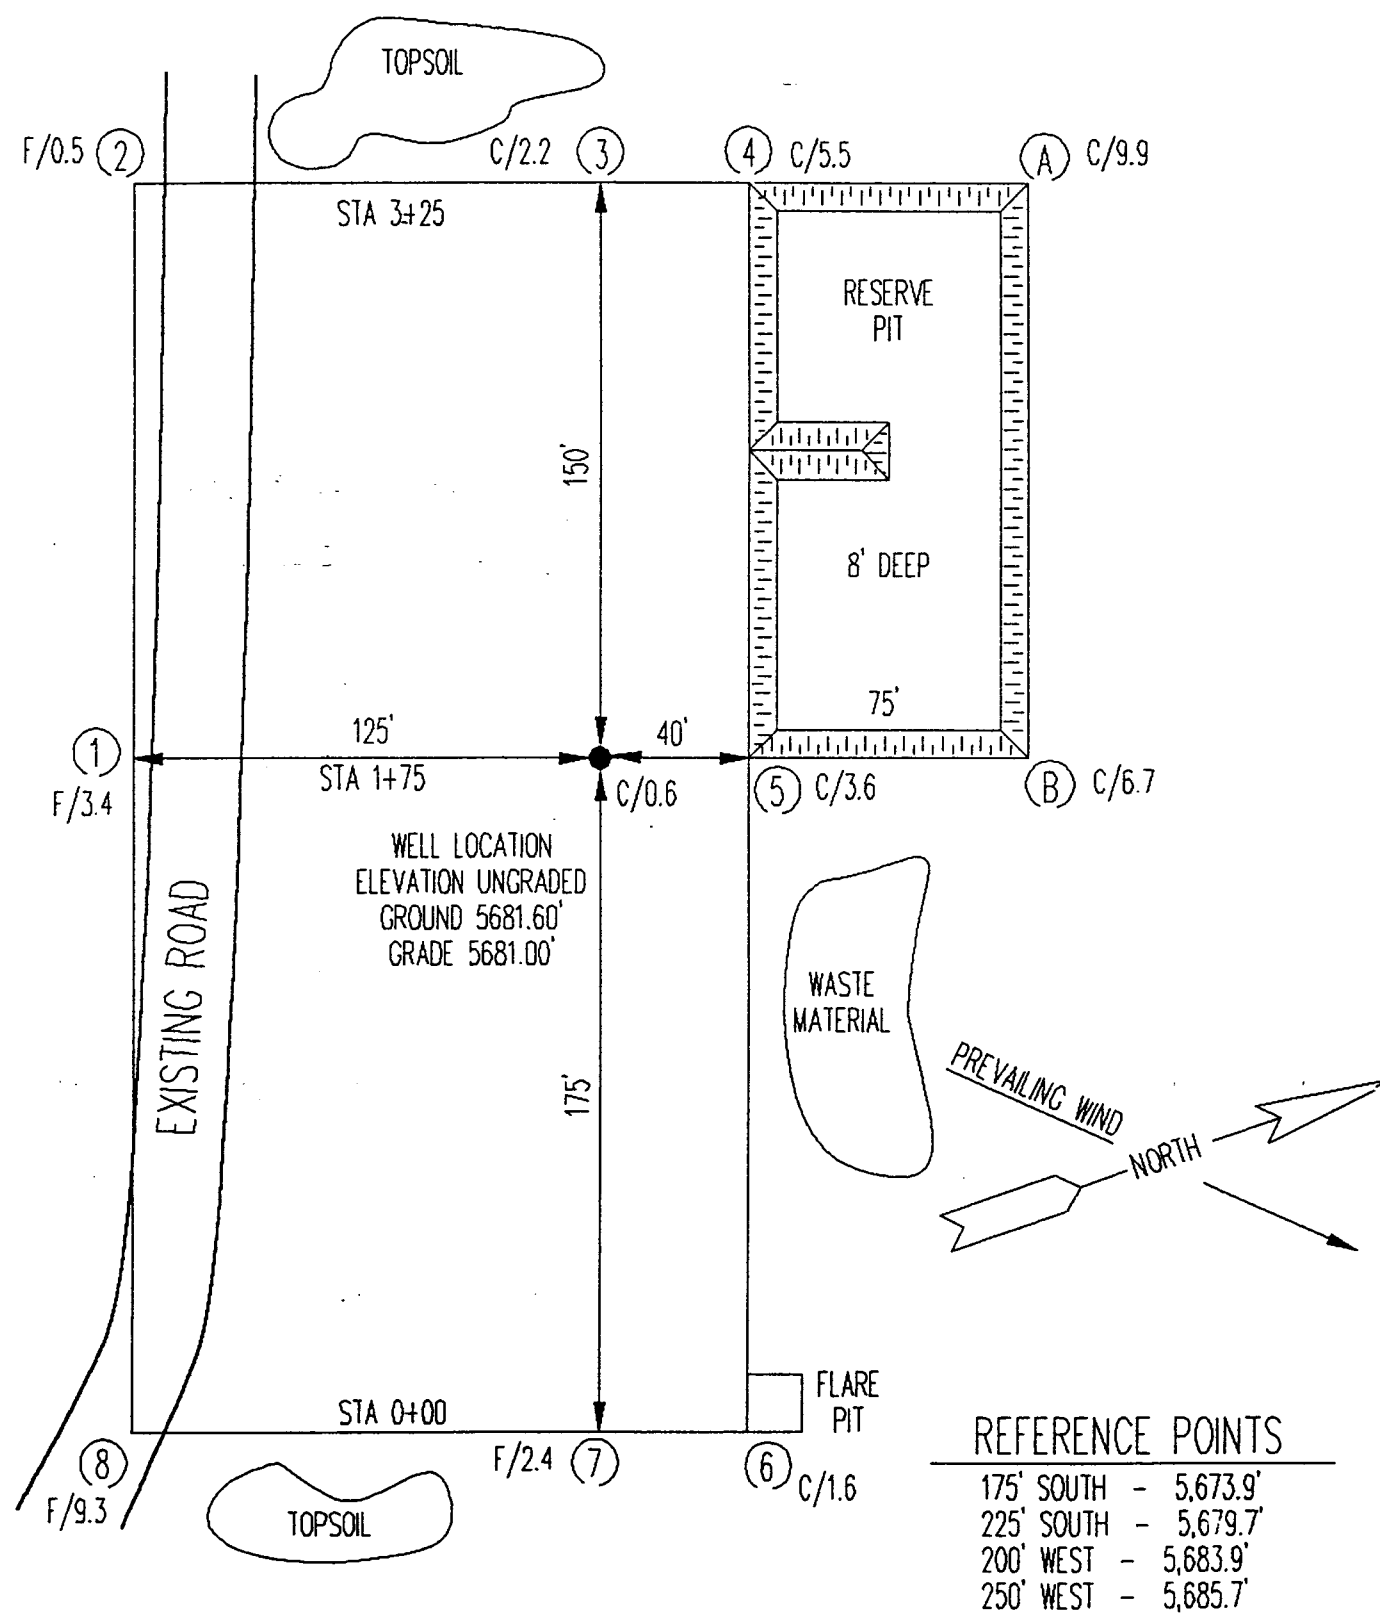 TOPSOIL
F/0.5 2
C/2.2 3
4 C/5.5
A C/9.9
STA 3+25
RESERVE
PIT
150'
8' DEEP
75'
125'
40'
1
STA 1+75
F/3.4
C/0.6
5 C/3.6
B C/6.7
WELL LOCATION
ELEVATION UNGRADED
GROUND 5681.60'
GRADE 5681.00'
EXISTING ROAD
WASTE
MATERIAL
175'
PREVAILING WIND
NORTH
FLARE
PIT
STA 0+00
8
F/9.3
F/2.4 7
6 C/1.6
TOPSOIL
REFERENCE POINTS
175' SOUTH - 5,673.9'
225' SOUTH - 5,679.7'
200' WEST - 5,683.9'
250' WEST - 5,685.7'